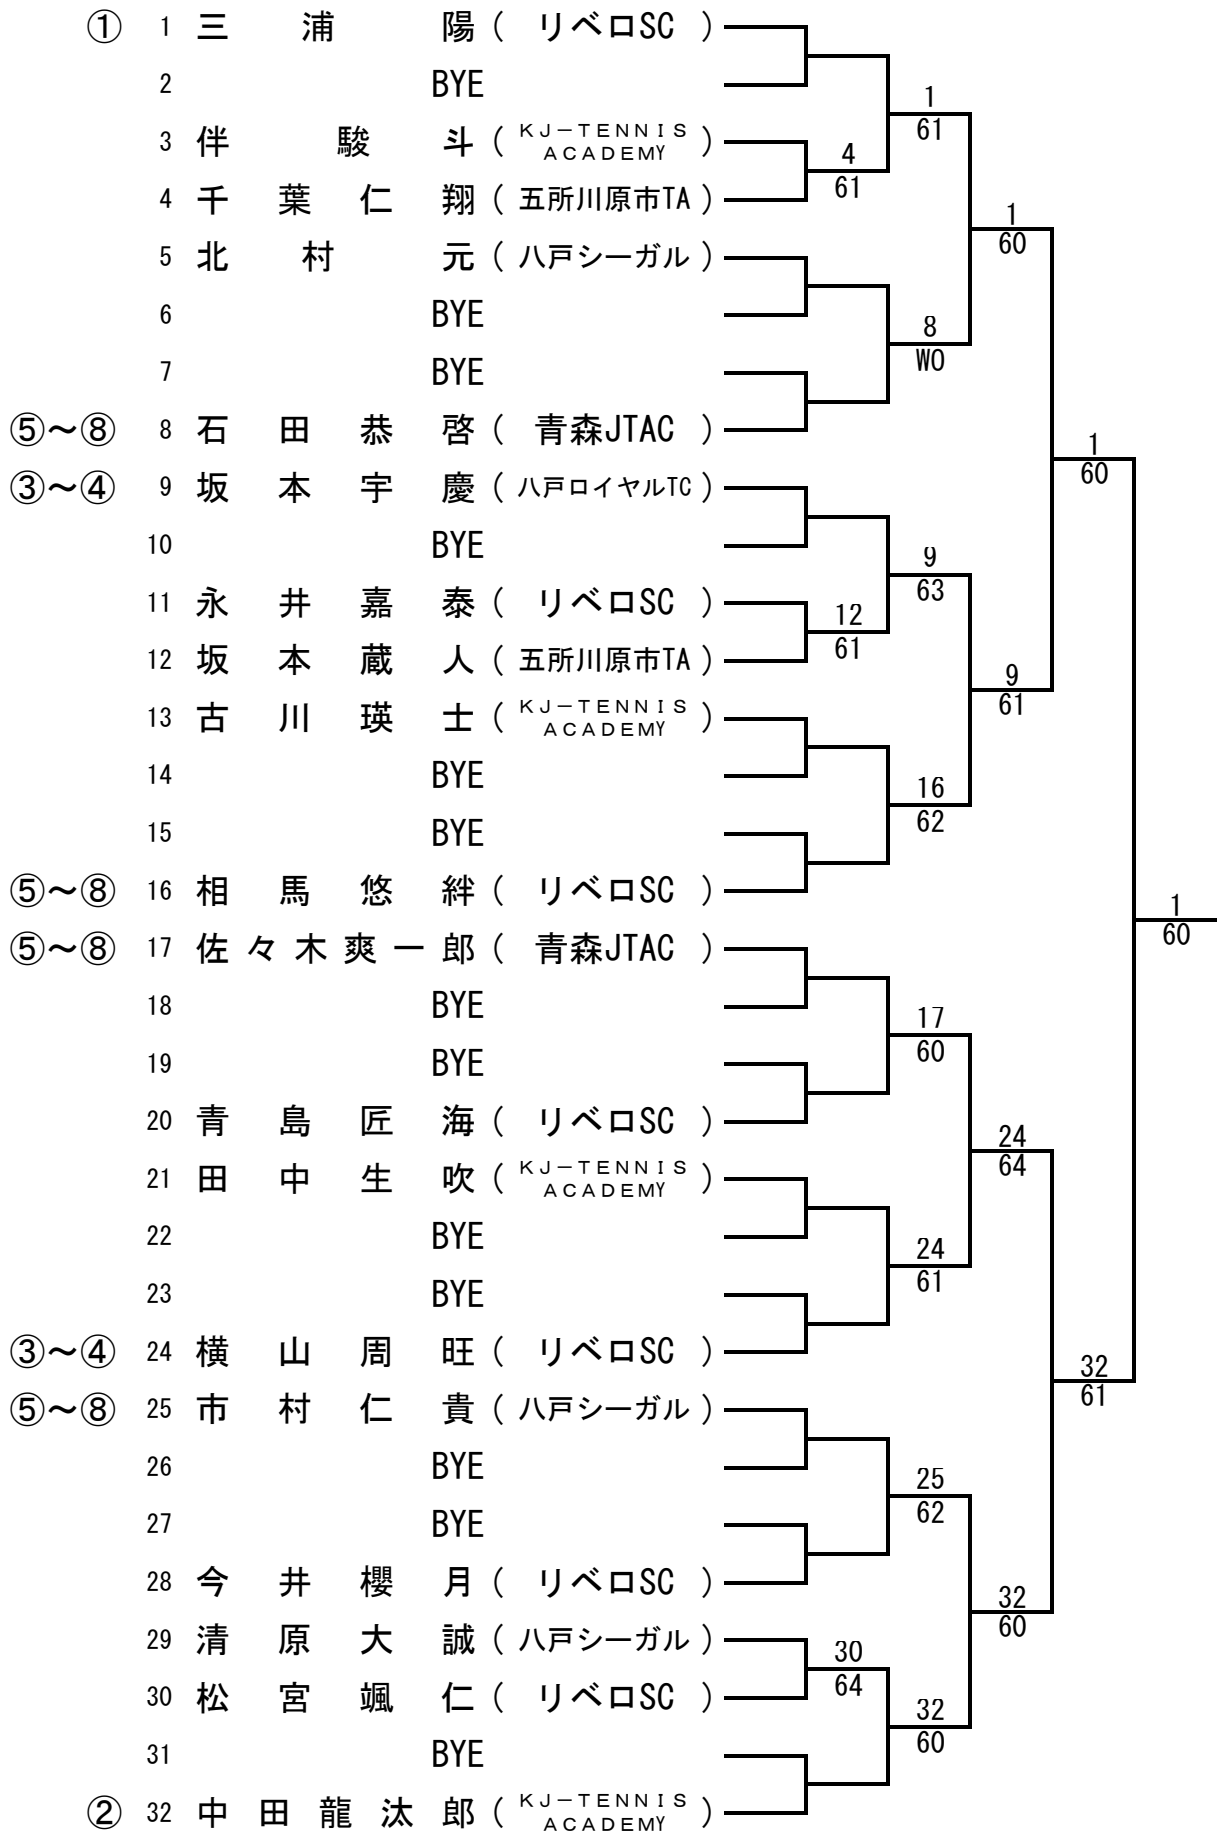 ① 1 三浦陽 ( リベロSC )
2 BYE
1
61
3 伴駿斗 ( KJ-TENNIS ACADEMY )
4
61
4 千葉仁翔 ( 五所川原市TA )
1
60
5 北村元 ( 八戸シーガル )
6 BYE
8
WO
7 BYE
⑤～⑧ 8 石田恭啓 ( 青森JTAC )
1
60
③～④ 9 坂本宇慶 ( 八戸ロイヤルTC )
10 BYE
9
63
11 永井嘉泰 ( リベロSC )
12
61
12 坂本蔵人 ( 五所川原市TA )
9
61
13 古川瑛士 ( KJ-TENNIS ACADEMY )
14 BYE
16
62
15 BYE
⑤～⑧ 16 相馬悠絆 ( リベロSC )
1
60
⑤～⑧ 17 佐々木爽一郎 ( 青森JTAC )
18 BYE
17
60
19 BYE
20 青島匠海 ( リベロSC )
24
64
21 田中生吹 ( KJ-TENNIS ACADEMY )
22 BYE
24
61
23 BYE
③～④ 24 横山周旺 ( リベロSC )
32
61
⑤～⑧ 25 市村仁貴 ( 八戸シーガル )
26 BYE
25
62
27 BYE
28 今井櫻月 ( リベロSC )
32
60
29 清原大誠 ( 八戸シーガル )
30
64
30 松宮颯仁 ( リベロSC )
32
60
31 BYE
② 32 中田龍汰郎 ( KJ-TENNIS ACADEMY )